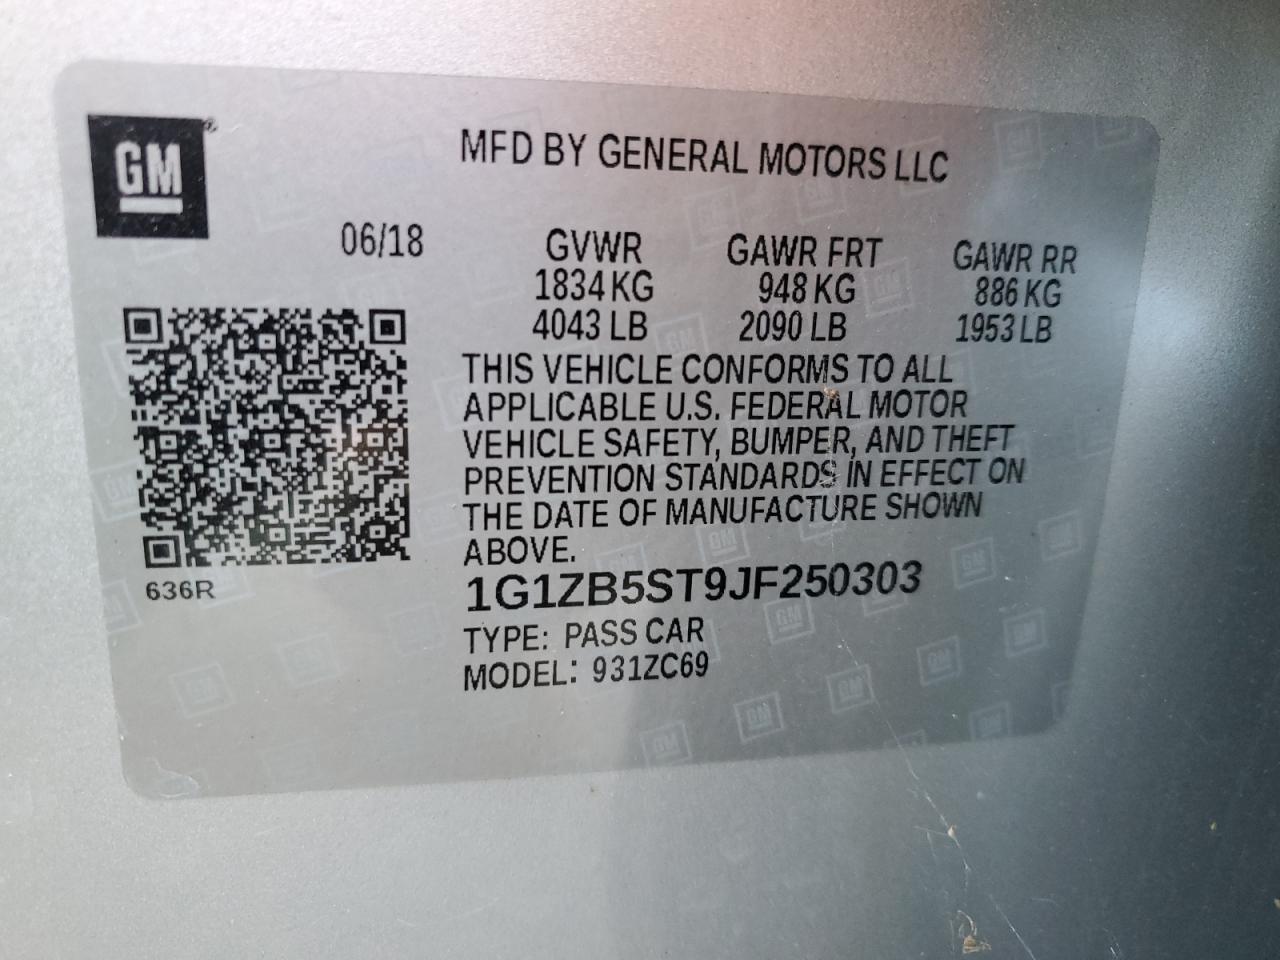 GM®
MFD BY GENERAL MOTORS LLC
06/18 GVWR GAWR FRT GAWR RR
1834 KG 948 KG 886 KG
4043 LB 2090 LB 1953 LB
THIS VEHICLE CONFORMS TO ALL
APPLICABLE U.S. FEDERAL MOTOR
VEHICLE SAFETY, BUMPER, AND THEFT
PREVENTION STANDARDS IN EFFECT ON
THE DATE OF MANUFACTURE SHOWN
ABOVE.
636R
1G1ZB5ST9JF250303
TYPE: PASS CAR
MODEL: 931ZC69